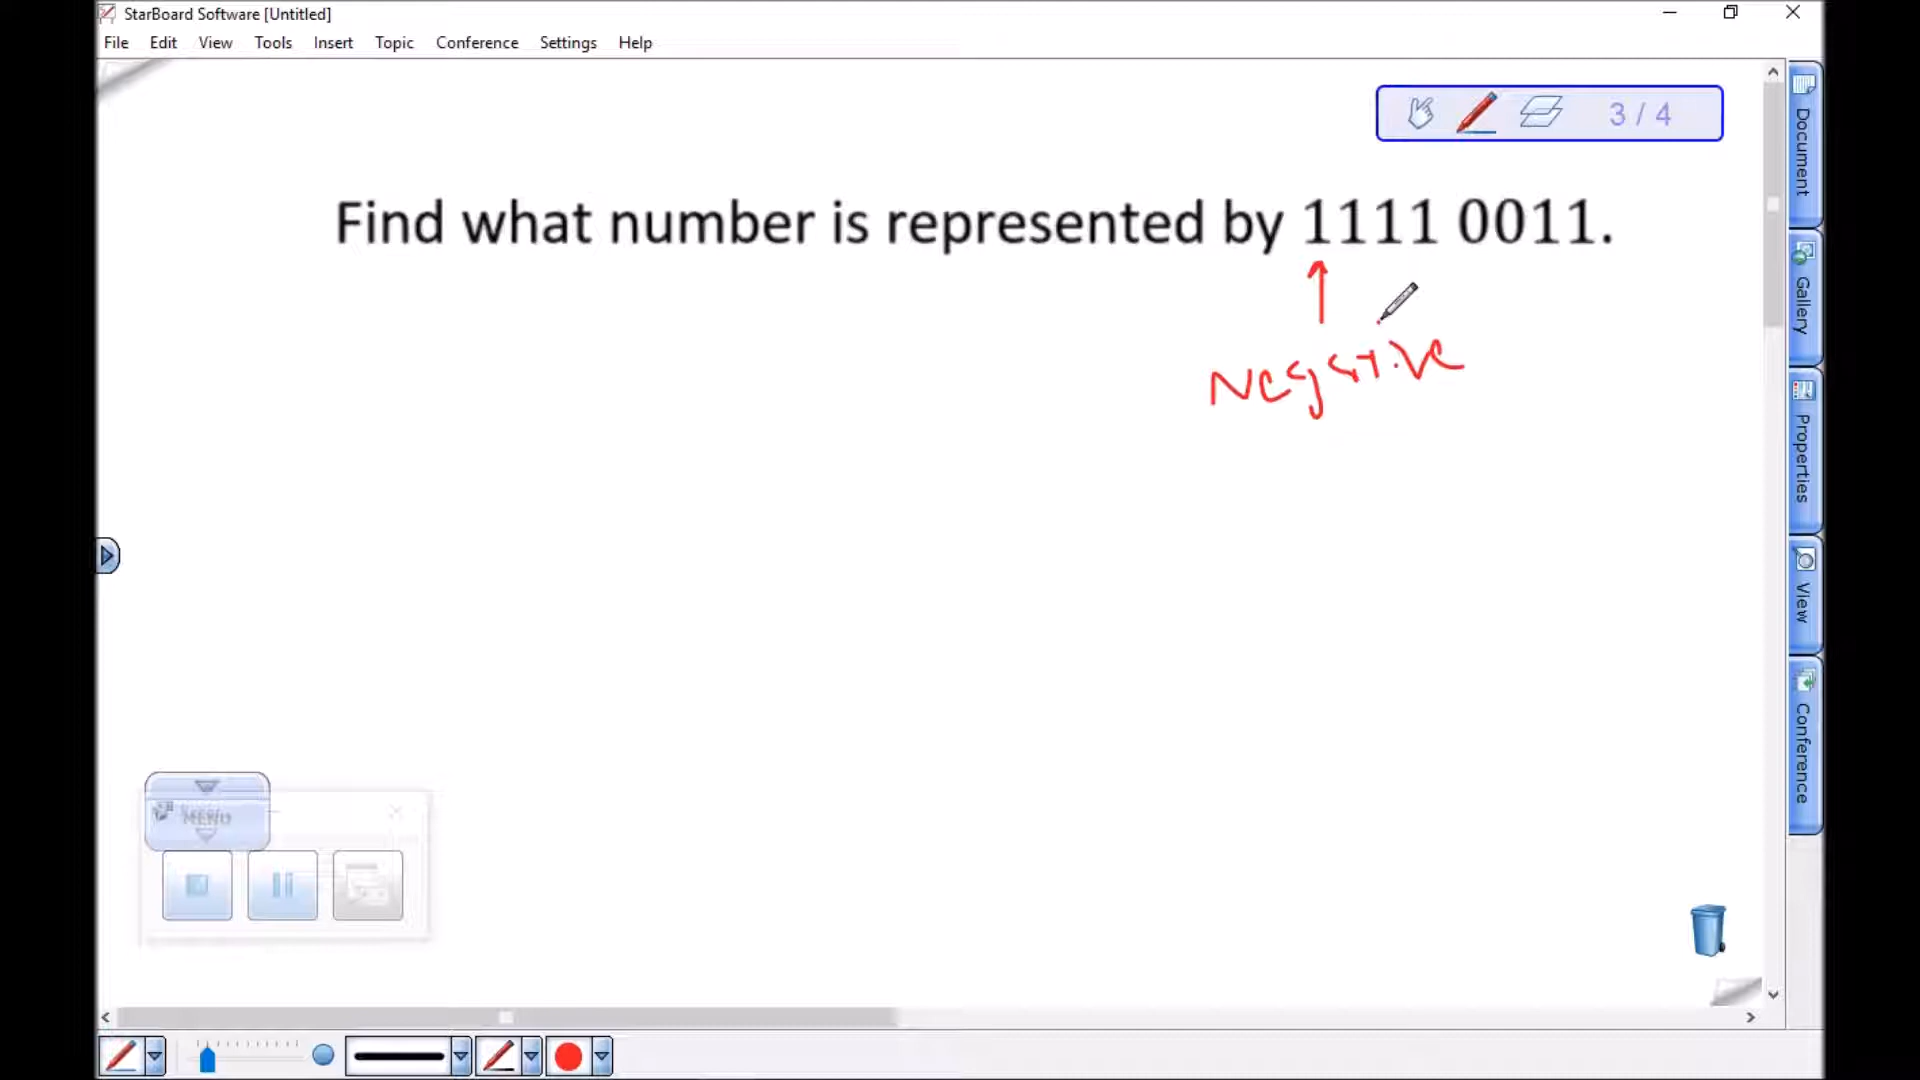 StarBoard Software [Untitled]
File Edit View Tools Insert Topic Conference Settings Help
3 / 4
Find what number is represented by 1111 0011.
Negative
MENU
Document
Gallery
Properties
View
Conference